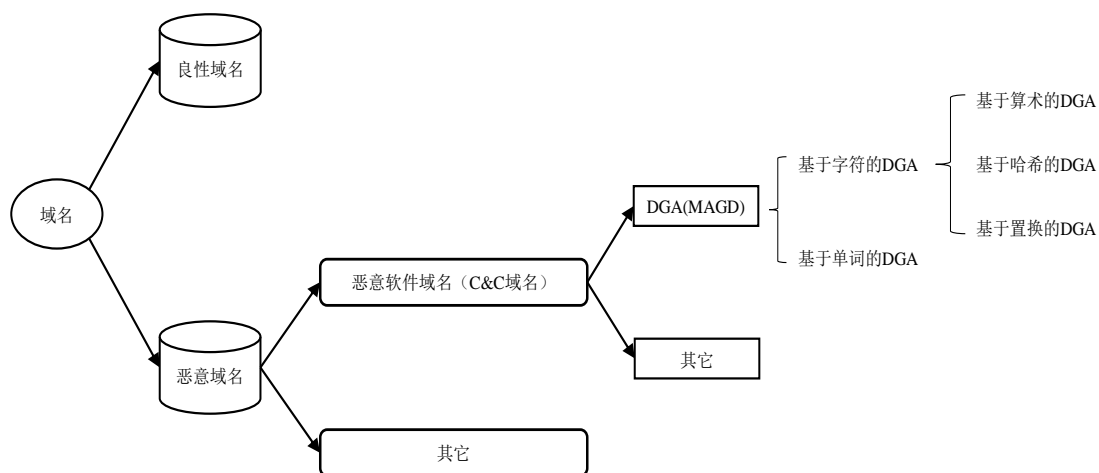 良性域名
基于算术的DGA
基于字符的DGA
基于哈希的DGA
域名
DGA(MAGD)
基于置换的DGA
基于单词的DGA
恶意软件域名（C&C域名）
其它
恶意域名
其它